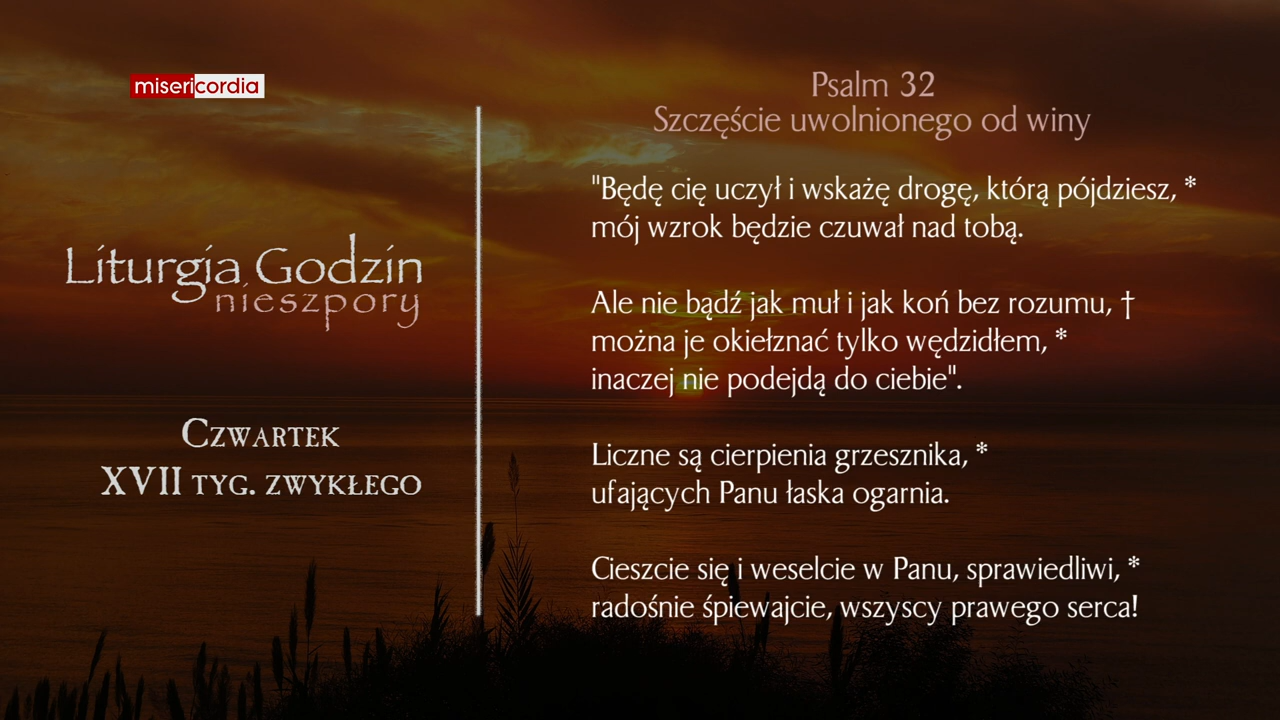 misericordia
Liturgia Godzin
nieszpory
Czwartek
XVII tyg. zwykłego
Psalm 32
Szczęście uwolnionego od winy
"Będę cię uczył i wskażę drogę, którą pójdziesz, *
mój wzrok będzie czuwał nad tobą.
Ale nie bądź jak muł i jak koń bez rozumu, †
można je okiełznać tylko wędzidłem, *
inaczej nie podejdą do ciebie".
Liczne są cierpienia grzesznika, *
ufających Panu łaska ogarnia.
Cieszcie się i weselcie w Panu, sprawiedliwi, *
radośnie śpiewajcie, wszyscy prawego serca!